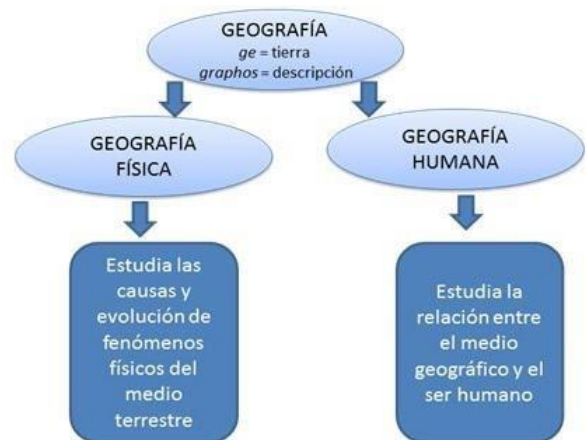 GEOGRAFÍA
ge = tierra
graphos = descripción
GEOGRAFÍA
FÍSICA
GEOGRAFÍA
HUMANA
Estudia las
causas y
evolución de
fenómenos
físicos del
medio
terrestre
Estudia la
relación entre
el medio
geográfico y el
ser humano